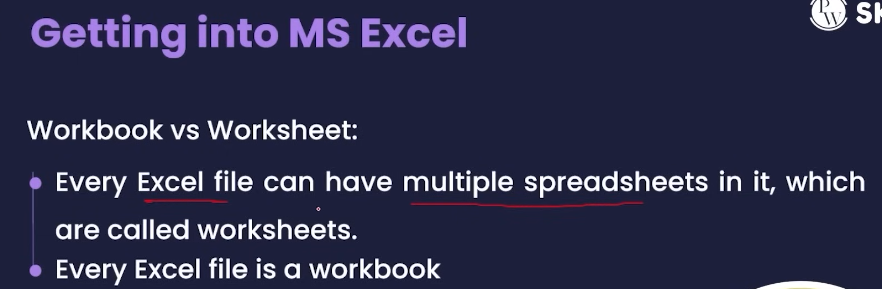 Getting into MS Excel
PW
Workbook vs Worksheet:
Every Excel file can have multiple spreadsheets in it, which
are called worksheets.
Every Excel file is a workbook